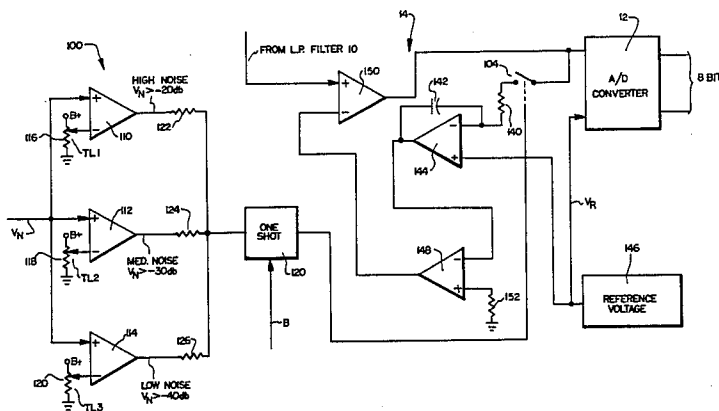 100
HIGH NOISE
VN>-20db
B+
+
-
110
116
TL1
122
FROM L.P. FILTER 10
14
+
-
150
104
12
A/D
CONVERTER
8 BIT
142
140
-
+
144
VR
VN
112
B+
+
-
118
TL2
MED. NOISE
VN>-30db
124
ONE
SHOT
120
B
148
-
+
152
146
REFERENCE
VOLTAGE
114
B+
+
-
120
TL3
LOW NOISE
VN>-40db
126